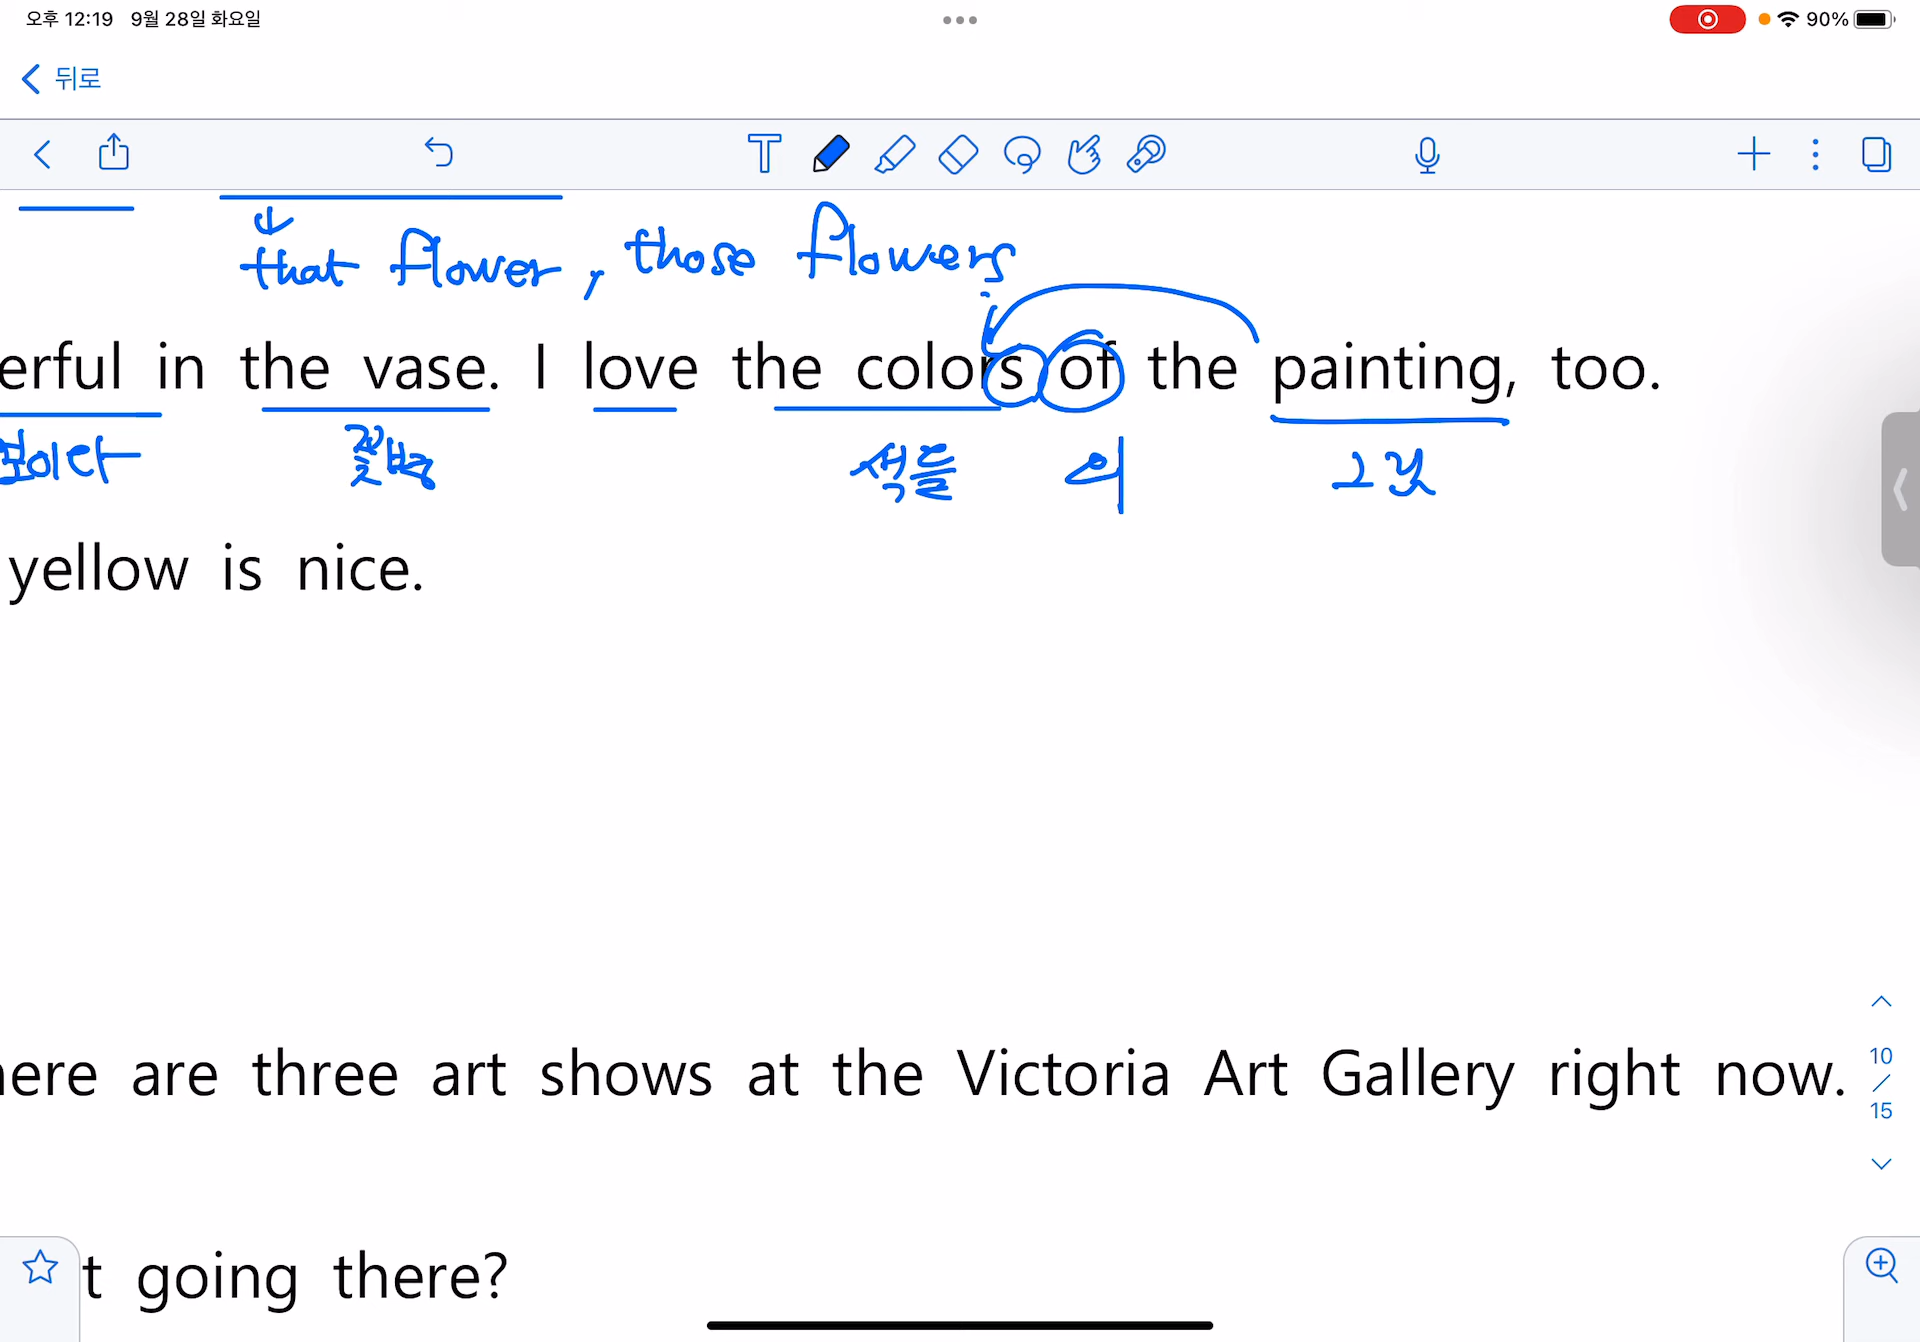 오후 12:19 9월 28일 화요일
90%
뒤로
that flower, those flowers
erful in the vase. I love the colors of the painting, too.
보이다 꽃병 색들 의 그것
yellow is nice.
ere are three art shows at the Victoria Art Gallery right now.
10
/
15
t going there?